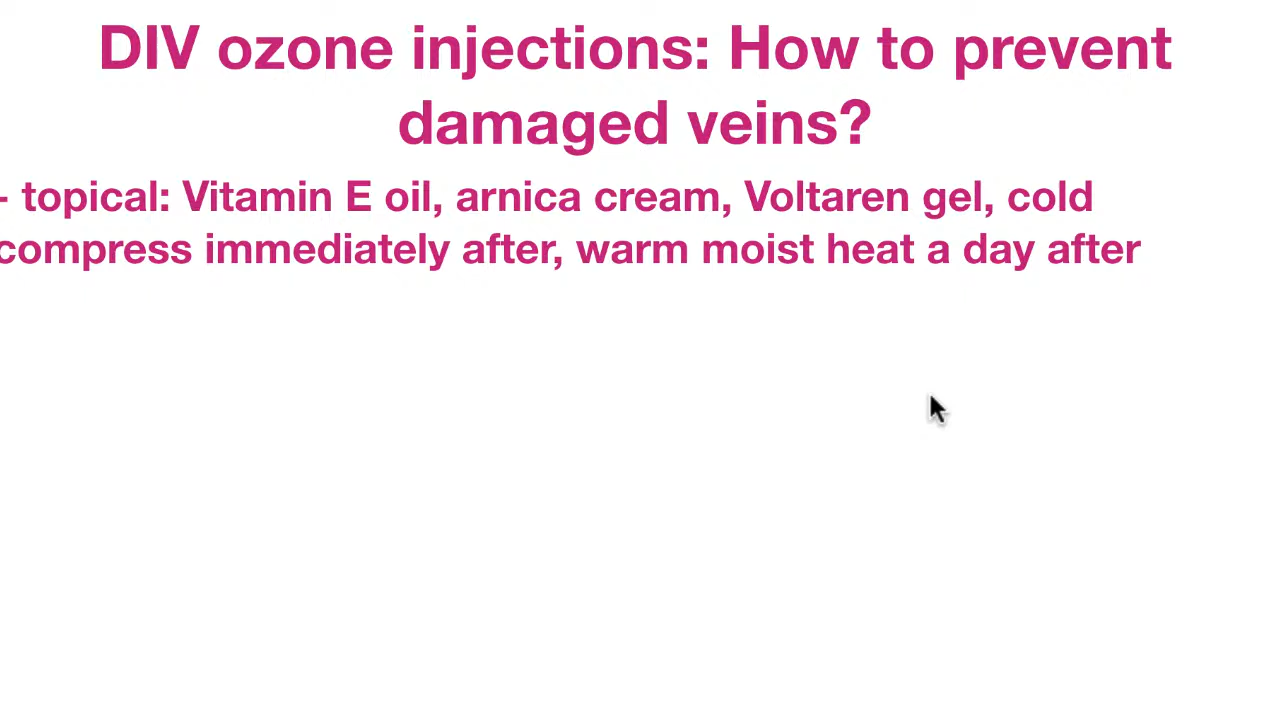 DIV ozone injections: How to prevent
damaged veins?
- topical: Vitamin E oil, arnica cream, Voltaren gel, cold
compress immediately after, warm moist heat a day after